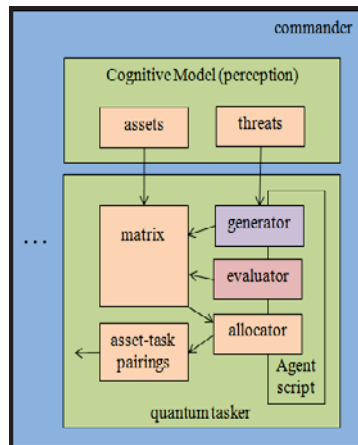 commander
Cognitive Model (perception)
assets
threats
...
matrix
generator
evaluator
allocator
asset-task
pairings
Agent
script
quantum tasker